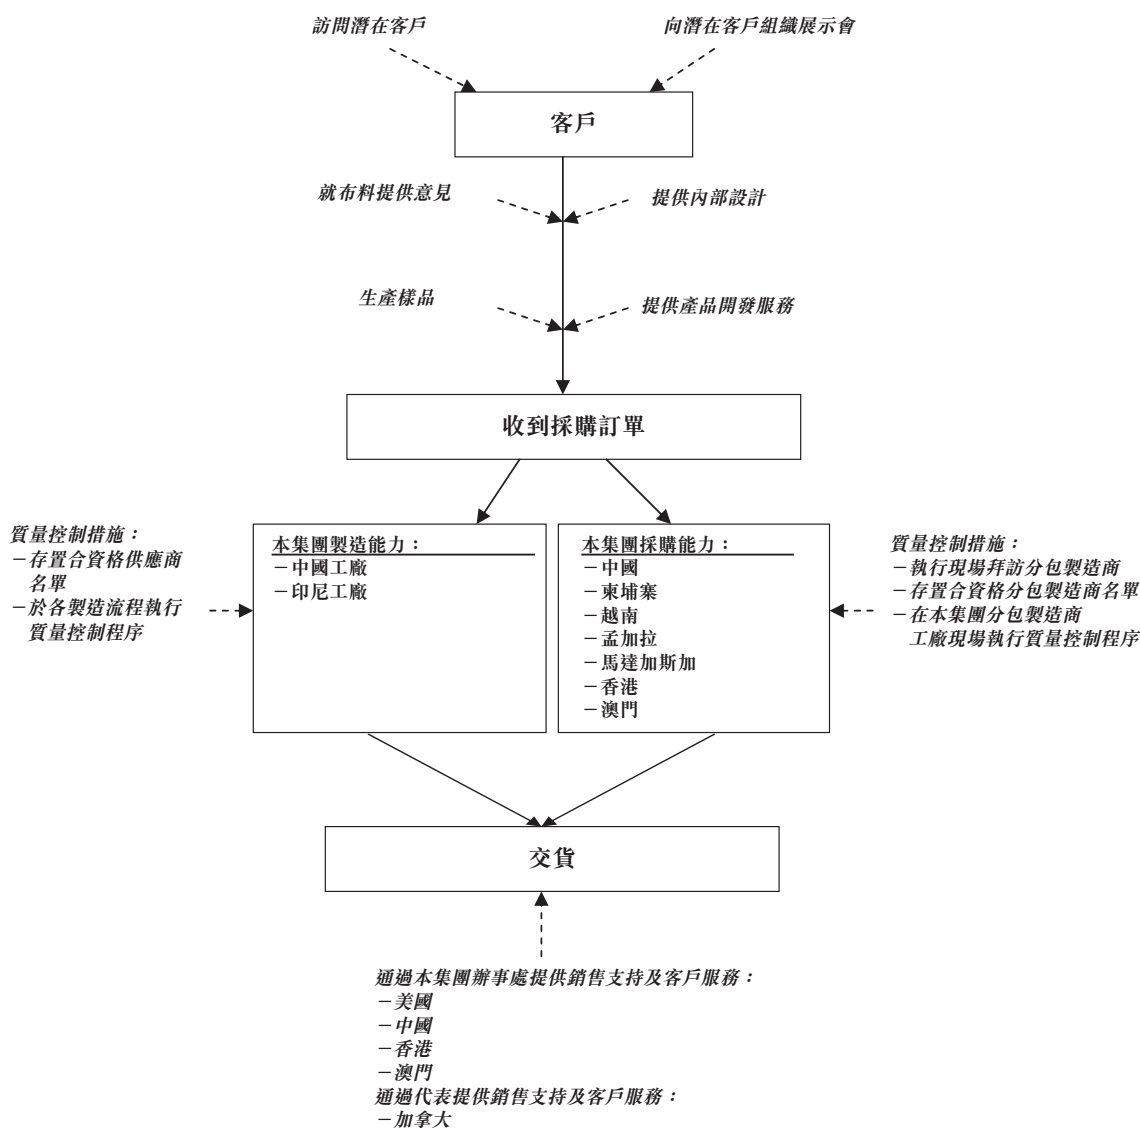 訪問潛在客戶
向潛在客戶組織展示會
客戶
就布料提供意見
提供內部設計
生產樣品
提供產品開發服務
收到採購訂單
質量控制措施：
－存置合資格供應商
名單
－於各製造流程執行
質量控制程序
本集團製造能力：
－中國工廠
－印尼工廠
本集團採購能力：
－中國
－柬埔寨
－越南
－孟加拉
－馬達加斯加
－香港
－澳門
質量控制措施：
－執行現場拜訪分包製造商
－存置合資格分包製造商名單
－在本集團分包製造商
工廠現場執行質量控制程序
交貨
通過本集團辦事處提供銷售支持及客戶服務：
－美國
－中國
－香港
－澳門
通過代表提供銷售支持及客戶服務：
－加拿大